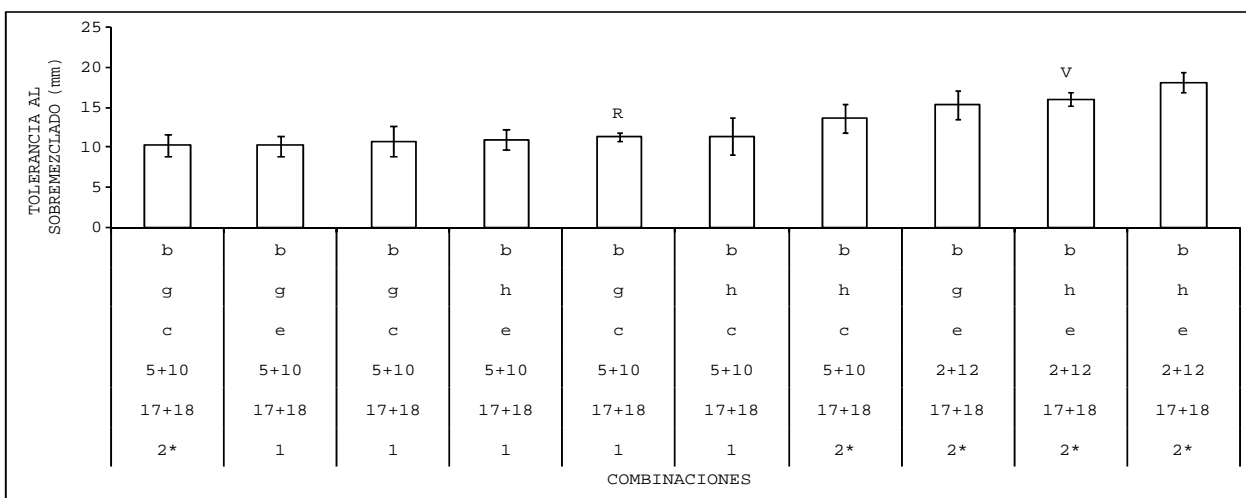 TOLERANCIA AL
SOBREMEZCLADO (mm)
25
20
15
10
5
0
R
V
b b b b b b b b b b
g g g h g h h g h h
c e c e c c c e e e
5+10 5+10 5+10 5+10 5+10 5+10 5+10 2+12 2+12 2+12
17+18 17+18 17+18 17+18 17+18 17+18 17+18 17+18 17+18 17+18
2* 1 1 1 1 1 2* 2* 2* 2*
COMBINACIONES